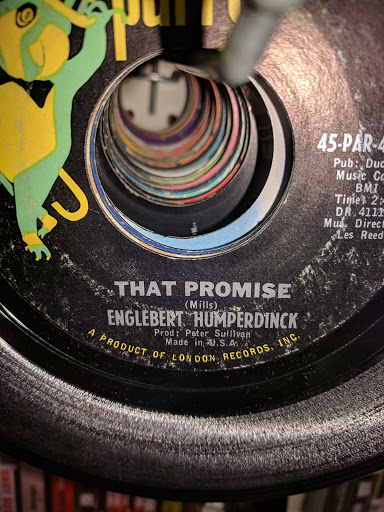 45-PAR-4
Pub: Duc
Music Co
BMI
Time: 2:
DR. 4111
Mus. Direct
Les Reed
THAT PROMISE
(Mills)
ENGLEBERT HUMPERDINCK
Prod: Peter Sullivan
Made in U.S.A.
A PRODUCT OF LONDON RECORDS, INC.